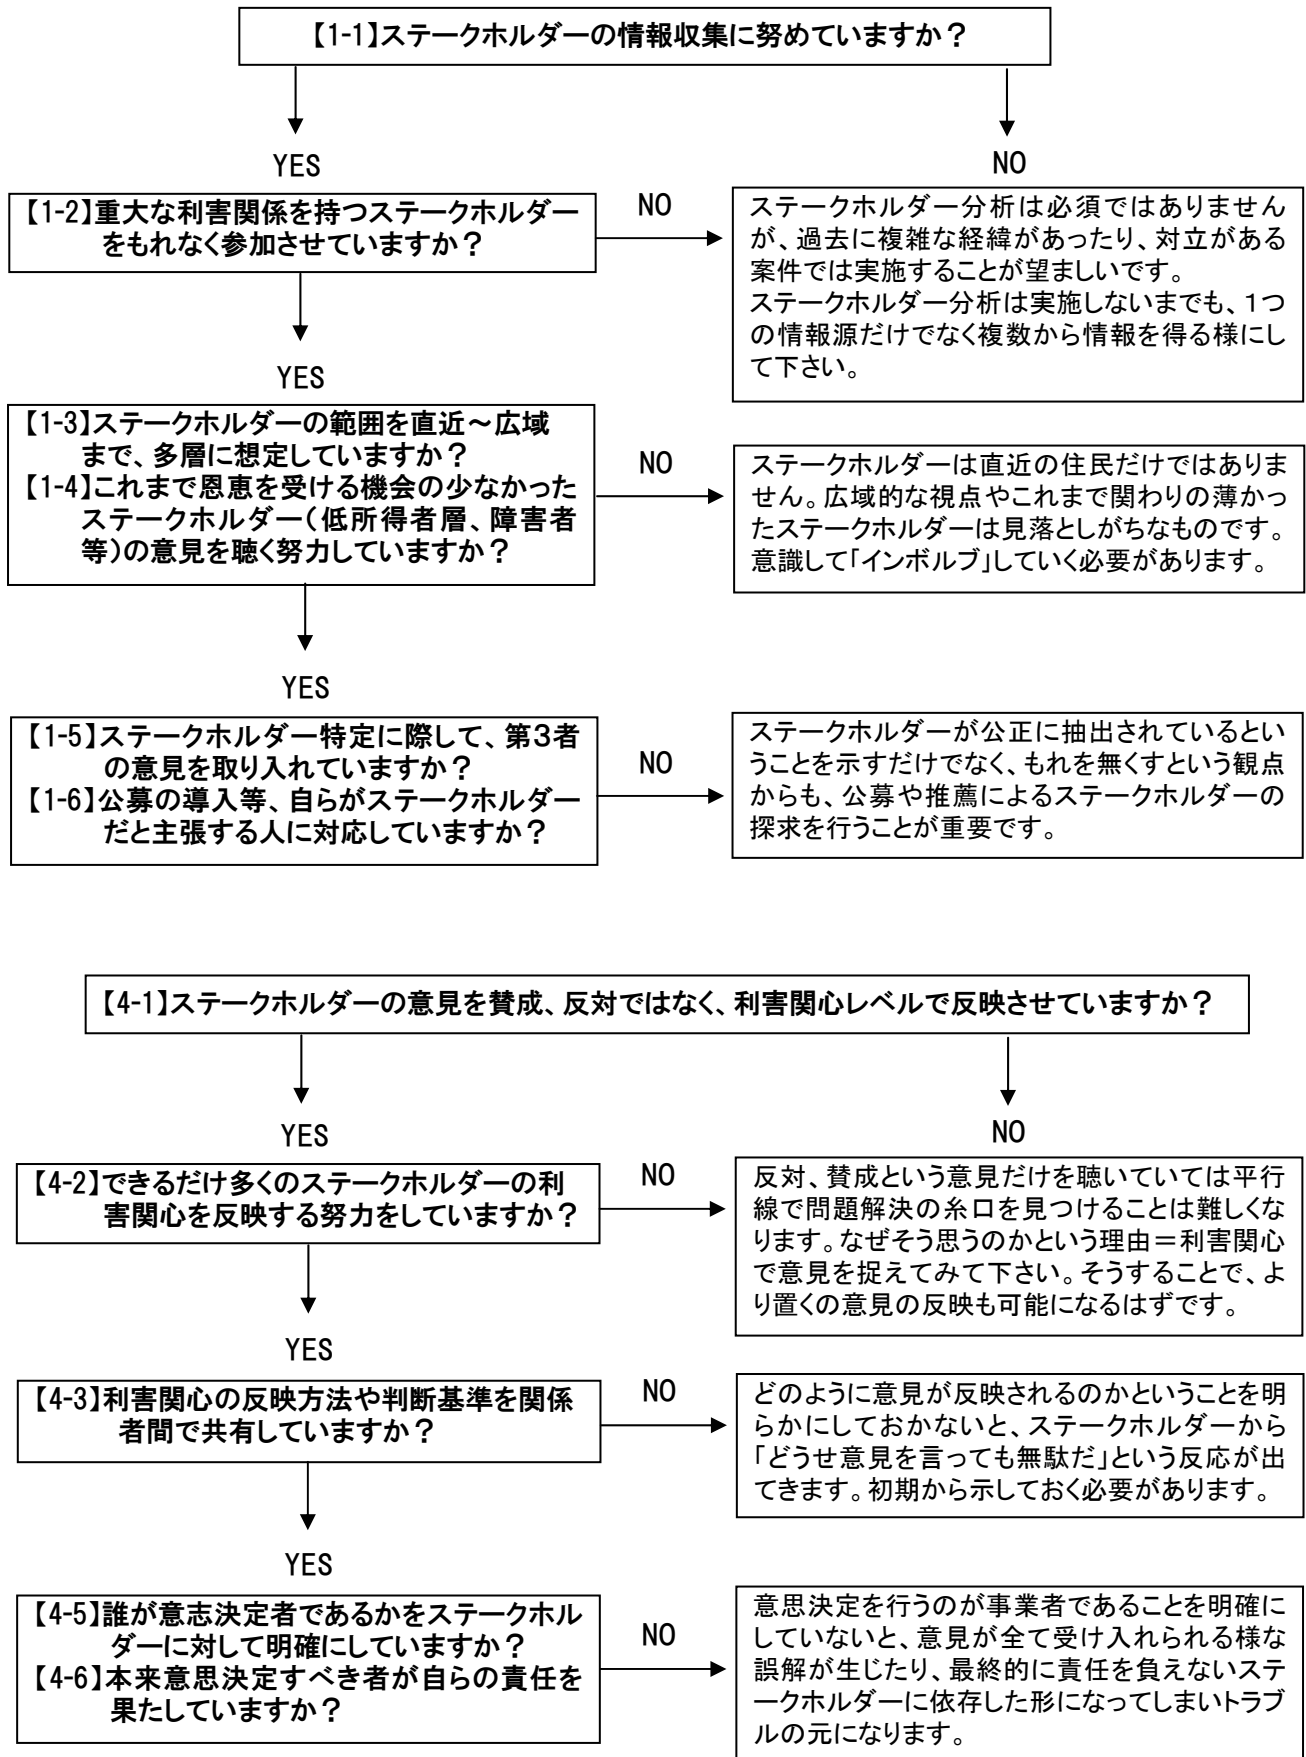 【1-1】ステークホルダーの情報収集に努めていますか？
YES
NO
【1-2】重大な利害関係を持つステークホルダー
をもれなく参加させていますか？
NO
ステークホルダー分析は必須ではありません
が、過去に複雑な経緯があったり、対立がある
案件では実施することが望ましいです。
ステークホルダー分析は実施しないまでも、１つ
の情報源だけでなく複数から情報を得る様にし
て下さい。
YES
【1-3】ステークホルダーの範囲を直近～広域
まで、多層に想定していますか？
【1-4】これまで恩恵を受ける機会の少なかった
ステークホルダー（低所得者層、障害者
等）の意見を聴く努力していますか？
NO
ステークホルダーは直近の住民だけではありま
せん。広域的な視点やこれまで関わりの薄かっ
たステークホルダーは見落としがちなものです。
意識して「インボルブ」していく必要があります。
YES
【1-5】ステークホルダー特定に際して、第３者
の意見を取り入れていますか？
【1-6】公募の導入等、自らがステークホルダー
だと主張する人に対応していますか？
NO
ステークホルダーが公正に抽出されているとい
うことを示すだけでなく、もれを無くすという観点
からも、公募や推薦によるステークホルダーの
探求を行うことが重要です。
【4-1】ステークホルダーの意見を賛成、反対ではなく、利害関心レベルで反映させていますか？
YES
NO
【4-2】できるだけ多くのステークホルダーの利
害関心を反映する努力をしていますか？
NO
反対、賛成という意見だけを聴いていては平行
線で問題解決の糸口を見つけることは難しくな
ります。なぜそう思うのかという理由＝利害関心
で意見を捉えてみて下さい。そうすることで、よ
り置くの意見の反映も可能になるはずです。
YES
【4-3】利害関心の反映方法や判断基準を関係
者間で共有していますか？
NO
どのように意見が反映されるのかということを明
らかにしておかないと、ステークホルダーから
「どうせ意見を言っても無駄だ」という反応が出
てきます。初期から示しておく必要があります。
YES
【4-5】誰が意志決定者であるかをステークホル
ダーに対して明確にしていますか？
【4-6】本来意思決定すべき者が自らの責任を
果たしていますか？
NO
意思決定を行うのが事業者であることを明確に
していないと、意見が全て受け入れられる様な
誤解が生じたり、最終的に責任を負えないステ
ークホルダーに依存した形になってしまいトラブ
ルの元になります。